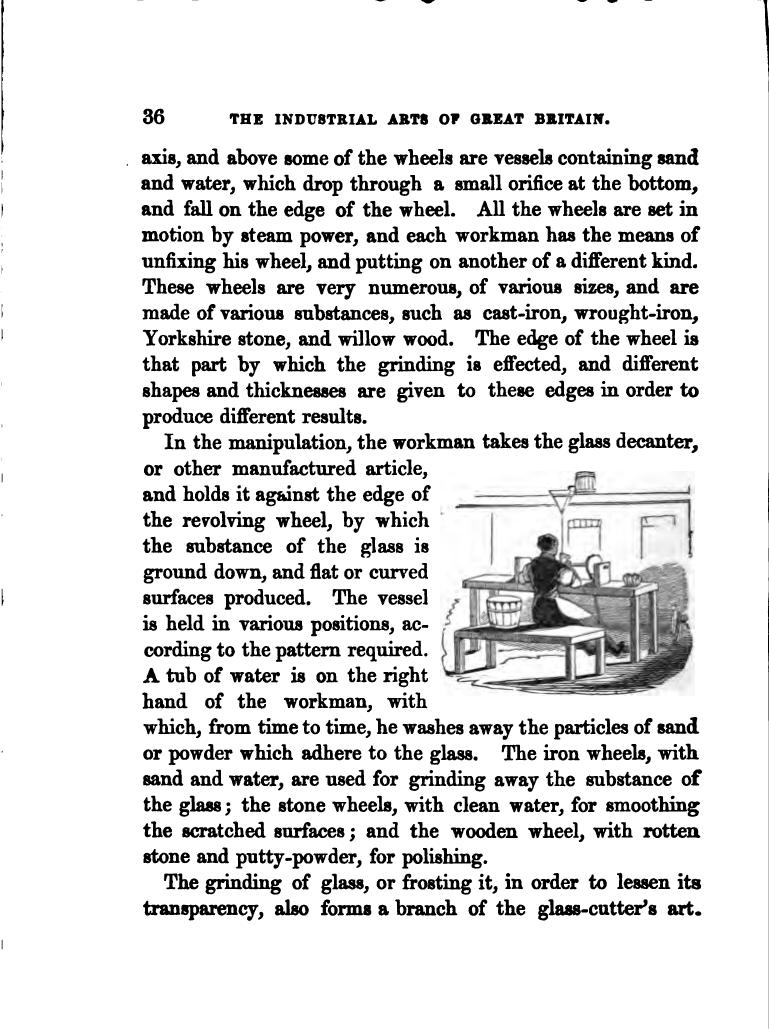 36 THE INDUSTRIAL ARTS OF GREAT BRITAIN.
axis, and above some of the wheels are vessels containing sand
and water, which drop through a small orifice at the bottom,
and fall on the edge of the wheel. All the wheels are set in
motion by steam power, and each workman has the means of
unfixing his wheel, and putting on another of a different kind.
These wheels are very numerous, of various sizes, and are
made of various substances, such as cast-iron, wrought-iron,
Yorkshire stone, and willow wood. The edge of the wheel is
that part by which the grinding is effected, and different
shapes and thicknesses are given to these edges in order to
produce different results.
In the manipulation, the workman takes the glass decanter,
or other manufactured article,
and holds it against the edge of
the revolving wheel, by which
the substance of the glass is
ground down, and flat or curved
surfaces produced. The vessel
is held in various positions, ac-
cording to the pattern required.
A tub of water is on the right
hand of the workman, with
which, from time to time, he washes away the particles of sand
or powder which adhere to the glass. The iron wheels, with
sand and water, are used for grinding away the substance of
the glass; the stone wheels, with clean water, for smoothing
the scratched surfaces; and the wooden wheel, with rotten
stone and putty-powder, for polishing.
The grinding of glass, or frosting it, in order to lessen its
transparency, also forms a branch of the glass-cutter's art.